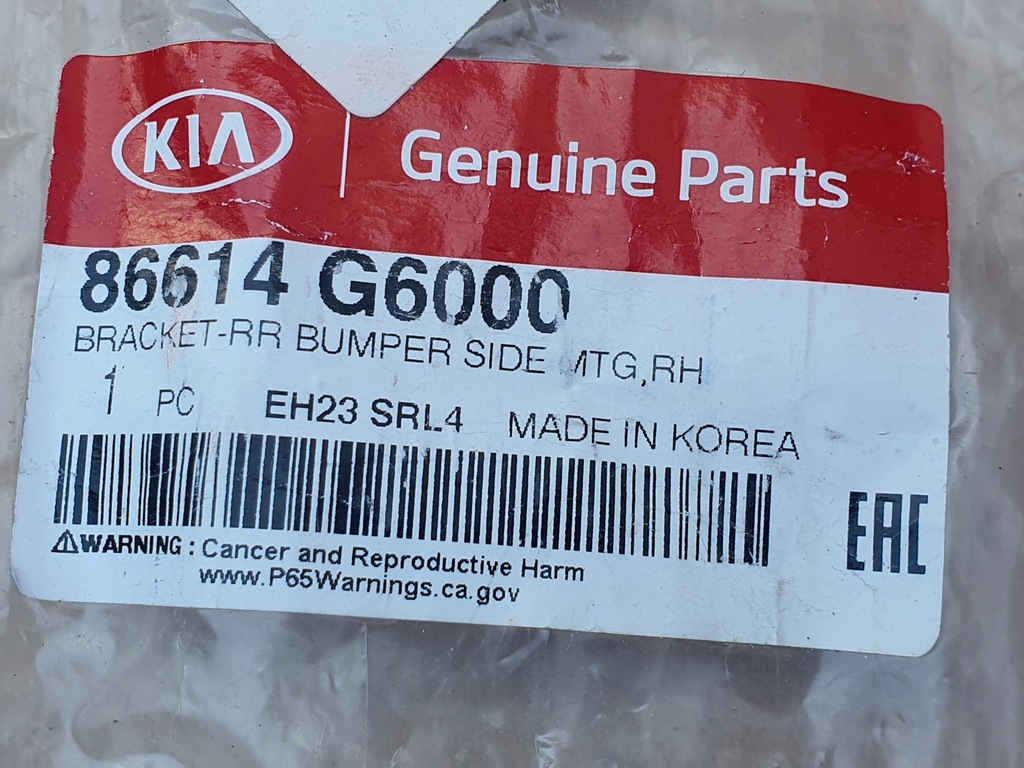 KIA
Genuine Parts
86614 G6000
BRACKET-RR BUMPER SIDE MTG,RH
1 PC EH23 SRL4 MADE IN KOREA
EAC
⚠WARNING : Cancer and Reproductive Harm
www.P65Warnings.ca.gov